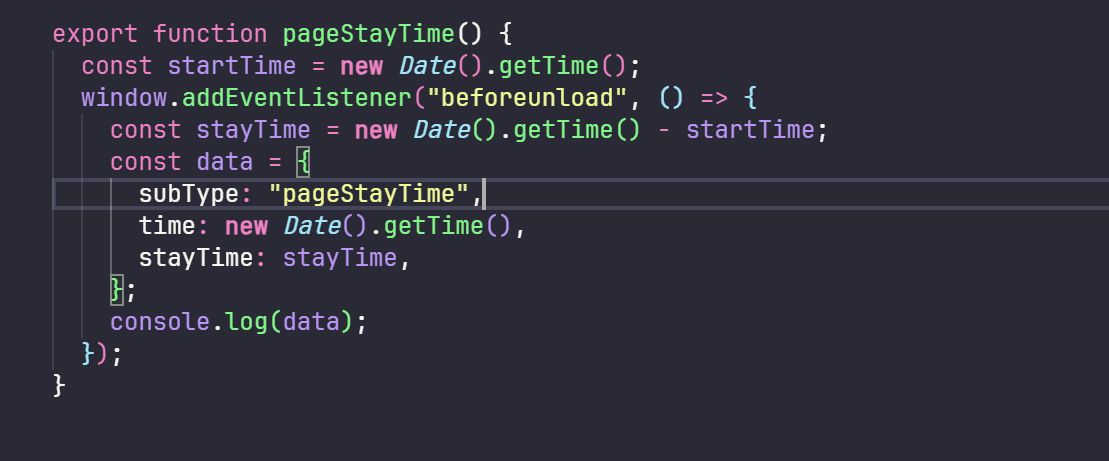 export function pageStayTime() {
  const startTime = new Date().getTime();
  window.addEventListener("beforeunload", () => {
    const stayTime = new Date().getTime() - startTime;
    const data = {
      subType: "pageStayTime",
      time: new Date().getTime(),
      stayTime: stayTime,
    };
    console.log(data);
  });
}